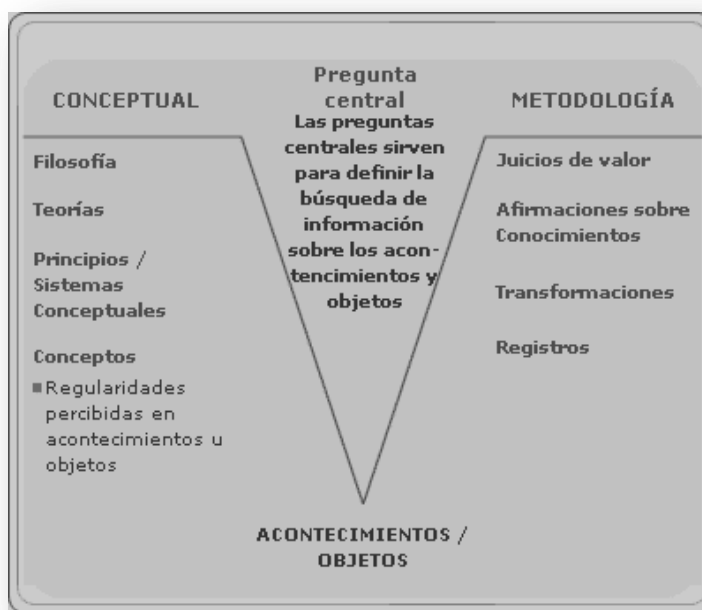 CONCEPTUAL
Filosofía
Teorías
Principios /
Sistemas
Conceptuales
Conceptos
Regularidades
percibidas en
acontecimientos u
objetos
Pregunta
central
Las preguntas
centrales sirven
para definir la
búsqueda de
información
sobre los acon-
tencimientos y
objetos
METODOLOGÍA
Juicios de valor
Afirmaciones sobre
Conocimientos
Transformaciones
Registros
ACONTECIMIENTOS /
OBJETOS